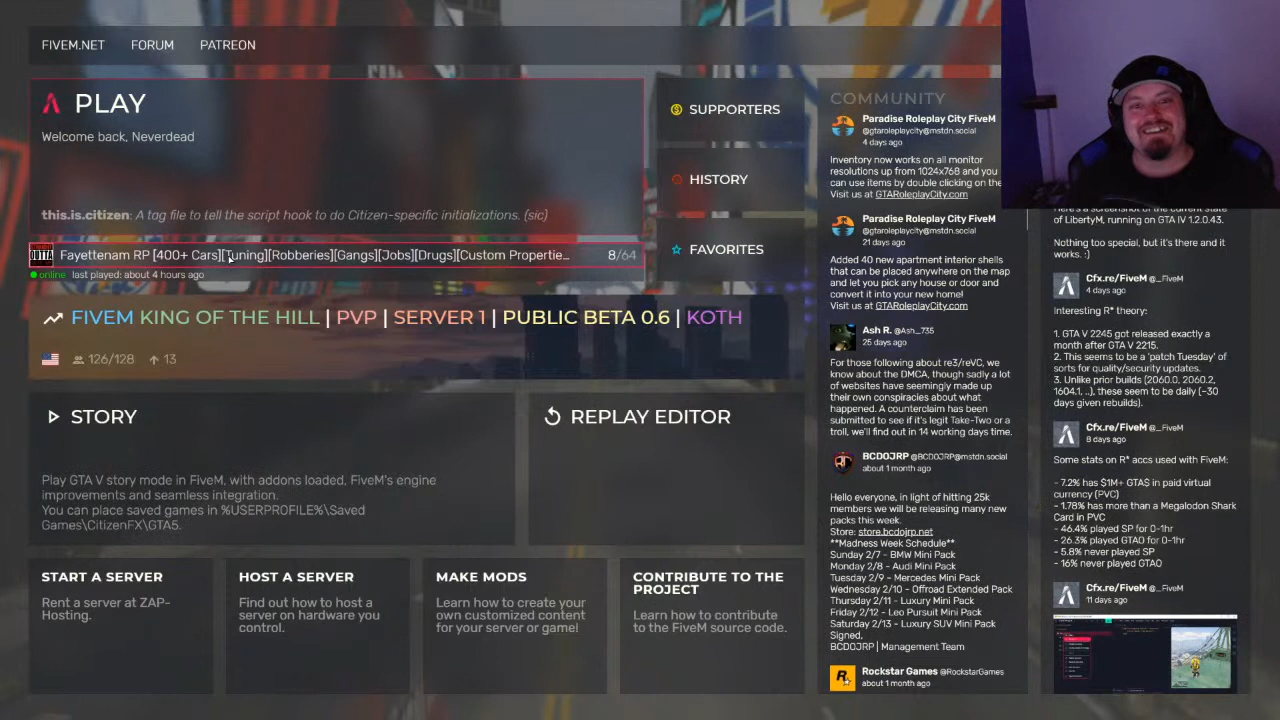 FIVEM.NET
FORUM
PATREON
PLAY
Welcome back, Neverdead
this.is.citizen: A tag file to tell the script hook to do Citizen-specific initializations. (sic)
OUTTA
Fayettenam RP [400+ Cars][Tuning][Robberies][Gangs][Jobs][Drugs][Custom Propertie...
8/64
online last played: about 4 hours ago
SUPPORTERS
HISTORY
FAVORITES
FIVEM KING OF THE HILL | PVP | SERVER 1 | PUBLIC BETA 0.6 | KOTH
126/128
13
STORY
Play GTA V story mode in FiveM, with addons loaded, FiveM's engine
improvements and seamless integration.
You can place saved games in %USERPROFILE%\Saved
Games\CitizenFX\GTA5.
REPLAY EDITOR
START A SERVER
Rent a server at ZAP-
Hosting.
HOST A SERVER
Find out how to host a
server on hardware you
control.
MAKE MODS
Learn how to create your
own customized content
for your server or game!
CONTRIBUTE TO THE
PROJECT
Learn how to contribute
to the FiveM source code.
COMMUNITY
Paradise Roleplay City FiveM
@gtaroleplaycity@mstdn.social
4 days ago
Inventory now works on all monitor
resolutions up from 1024x768 and you
can use items by double clicking on the
Visit us at GTARoleplayCity.com
Paradise Roleplay City FiveM
@gtaroleplaycity@mstdn.social
21 days ago
Added 40 new apartment interior shells
that can be placed anywhere on the map
and let you pick any house or door and
convert it into your new home!
Visit us at GTARoleplayCity.com
Ash R. @Ash_735
25 days ago
For those following about re3/reVC, we
know about the DMCA, though sadly a lot
of websites have seemingly made up
their own conspiracies about what
happened. A counterclaim has been
submitted to see if it's legit Take-Two or a
troll, we'll find out in 14 working days time.
BCDOJRP @BCDOJRP@mstdn.social
about 1 month ago
Hello everyone, in light of hitting 25k
members we will be releasing many new
packs this week.
Store: store.bcdojrp.net
**Madness Week Schedule**
Sunday 2/7 - BMW Mini Pack
Monday 2/8 - Audi Mini Pack
Tuesday 2/9 - Mercedes Mini Pack
Wednesday 2/10 - Offroad Extended Pack
Thursday 2/11 - Luxury Mini Pack
Friday 2/12 - Leo Pursuit Mini Pack
Saturday 2/13 - Luxury SUV Mini Pack
Signed,
BCDOJRP | Management Team
Rockstar Games @RockstarGames
about 1 month ago
Here's a screenshot of the current state
of LibertyM, running on GTA IV 1.2.0.43.
Nothing too special, but it's there and it
works. :)
Cfx.re/FiveM @_FiveM
4 days ago
Interesting R* theory:
1. GTA V 2245 got released exactly a
month after GTA V 2215.
2. This seems to be a 'patch Tuesday' of
sorts for quality/security updates.
3. Unlike prior builds (2060.0, 2060.2,
1604.1, ..), these seem to be daily (~30
days given rebuilds).
Cfx.re/FiveM @_FiveM
8 days ago
Some stats on R* accs used with FiveM:
- 7.2% has $1M+ GTA$ in paid virtual
currency (PVC)
- 1.78% has more than a Megalodon Shark
Card in PVC
- 46.4% played SP for 0-1hr
- 26.3% played GTAO for 0-1hr
- 5.8% never played SP
- 16% never played GTAO
Cfx.re/FiveM @_FiveM
11 days ago